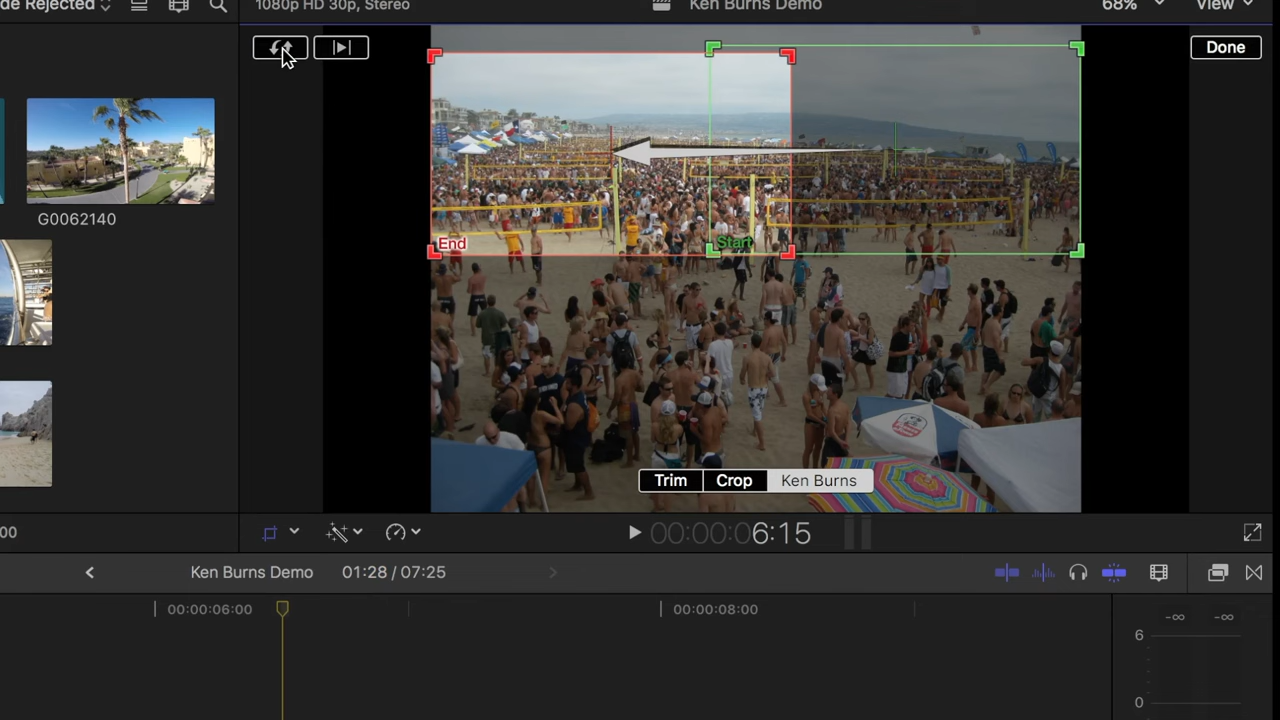 de Rejected
1080p HD 30p, Stereo
Ken Burns Demo
68%
View
Done
G0062140
End
Start
Trim
Crop
Ken Burns
00
00:00:06:15
Ken Burns Demo
01:28 / 07:25
00:00:06:00
00:00:08:00
-∞
-∞
6
0